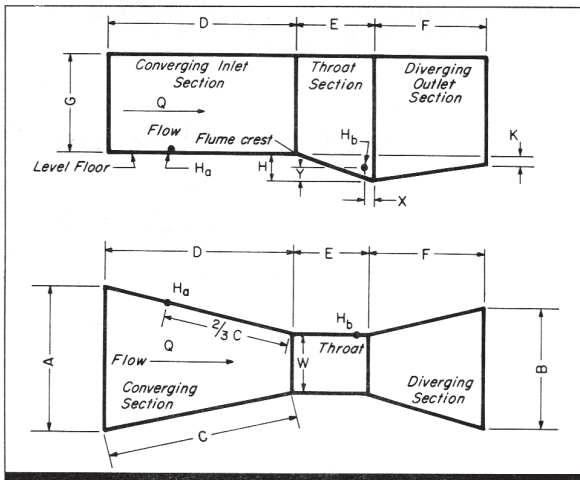 D
E
F
Converging Inlet
Section
Throat
Section
Diverging
Outlet
Section
G
Q
Flow
Flume crest
Hb
K
Level Floor
Ha
H
Y
X
D
E
F
Ha
2/3 C
Hb
A
Q
Flow
W
Throat
B
Converging
Section
Diverging
Section
C